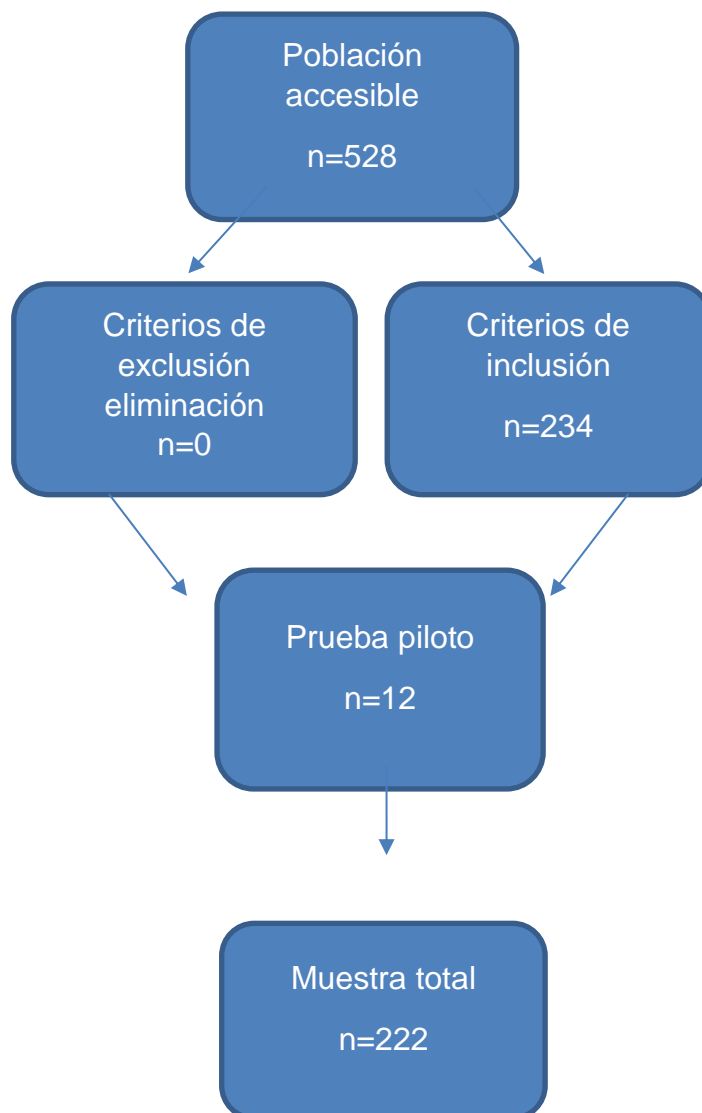 Población
accesible
n=528
Criterios de
exclusión
eliminación
n=0
Criterios de
inclusión
n=234
Prueba piloto
n=12
Muestra total
n=222